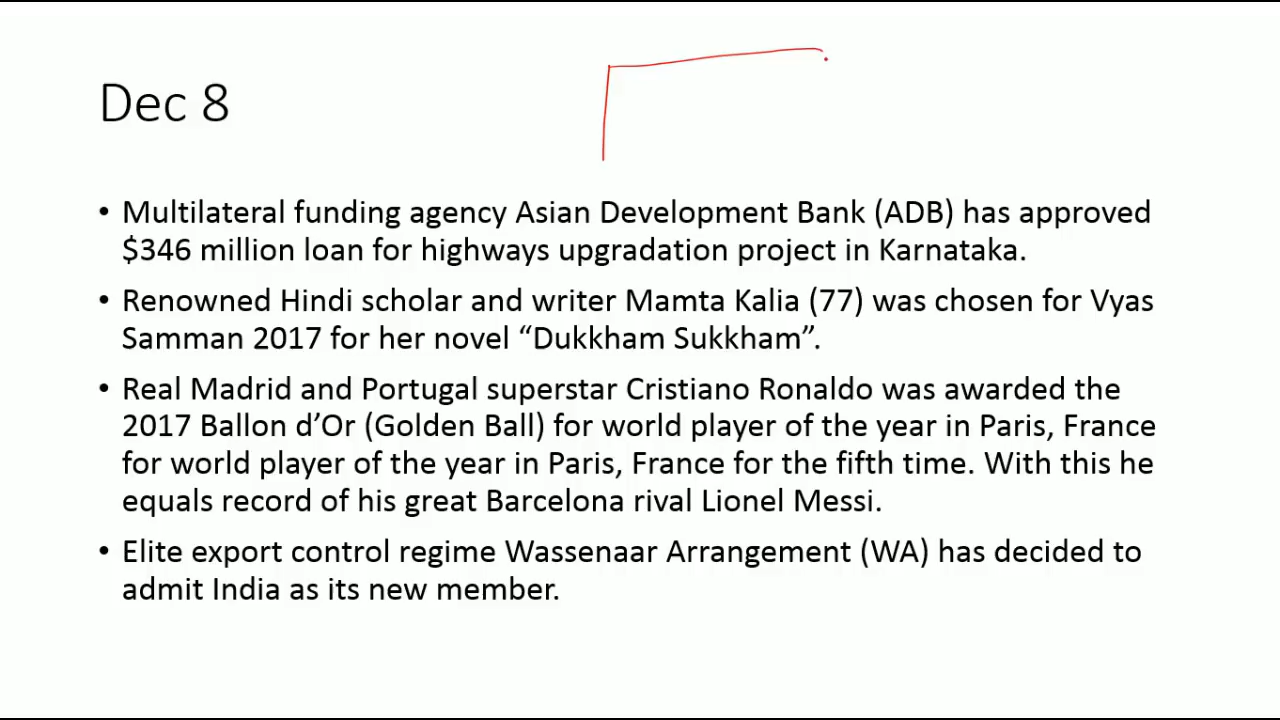 Dec 8
• Multilateral funding agency Asian Development Bank (ADB) has approved
$346 million loan for highways upgradation project in Karnataka.
• Renowned Hindi scholar and writer Mamta Kalia (77) was chosen for Vyas
Samman 2017 for her novel “Dukkham Sukkham”.
• Real Madrid and Portugal superstar Cristiano Ronaldo was awarded the
2017 Ballon d’Or (Golden Ball) for world player of the year in Paris, France
for world player of the year in Paris, France for the fifth time. With this he
equals record of his great Barcelona rival Lionel Messi.
• Elite export control regime Wassenaar Arrangement (WA) has decided to
admit India as its new member.